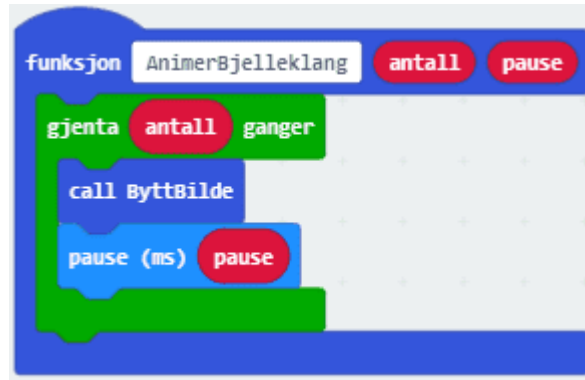 funksjon AnimerBjelleklang antall pause
gjenta antall ganger
call ByttBilde
pause (ms) pause